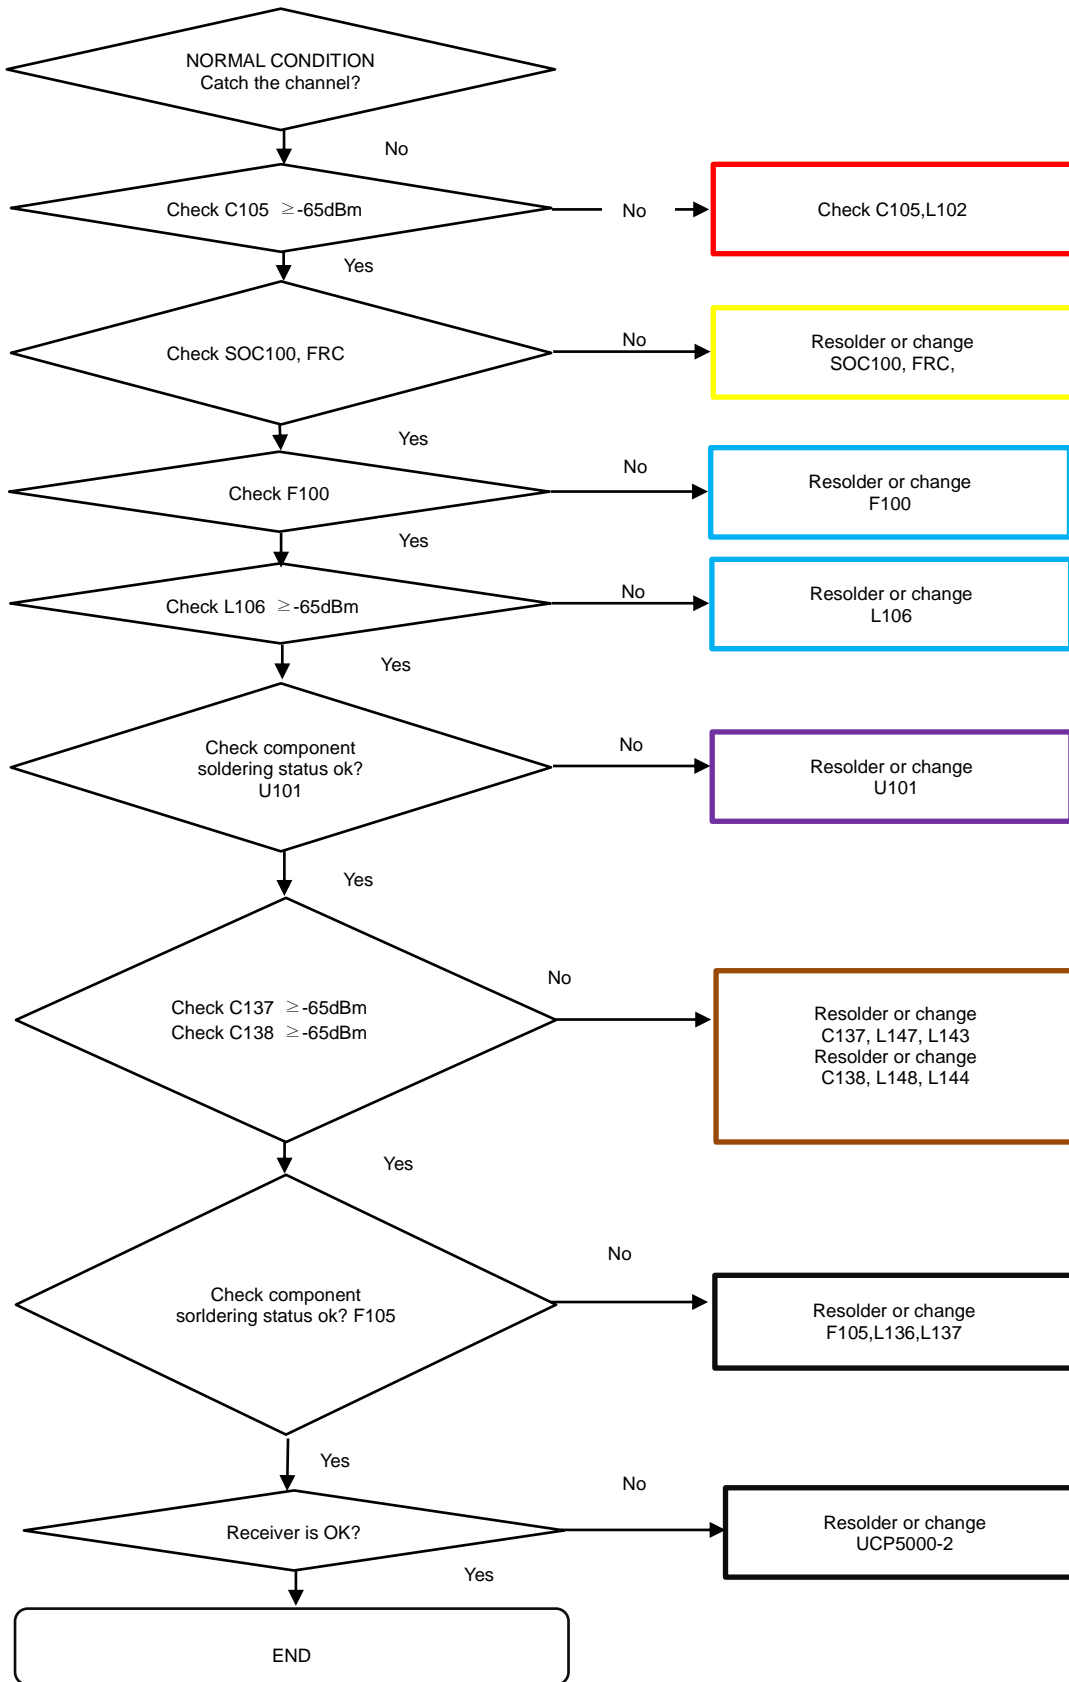 NORMAL CONDITION
Catch the channel?
No
Check C105 ≥-65dBm
No
Check C105,L102
Yes
Check SOC100, FRC
No
Resolder or change
SOC100, FRC,
Yes
Check F100
No
Resolder or change
F100
Yes
Check L106 ≥-65dBm
No
Resolder or change
L106
Yes
Check component
soldering status ok?
U101
No
Resolder or change
U101
Yes
Check C137 ≥-65dBm
Check C138 ≥-65dBm
No
Resolder or change
C137, L147, L143
Resolder or change
C138, L148, L144
Yes
Check component
sorldering status ok? F105
No
Resolder or change
F105,L136,L137
Yes
Receiver is OK?
No
Resolder or change
UCP5000-2
Yes
END